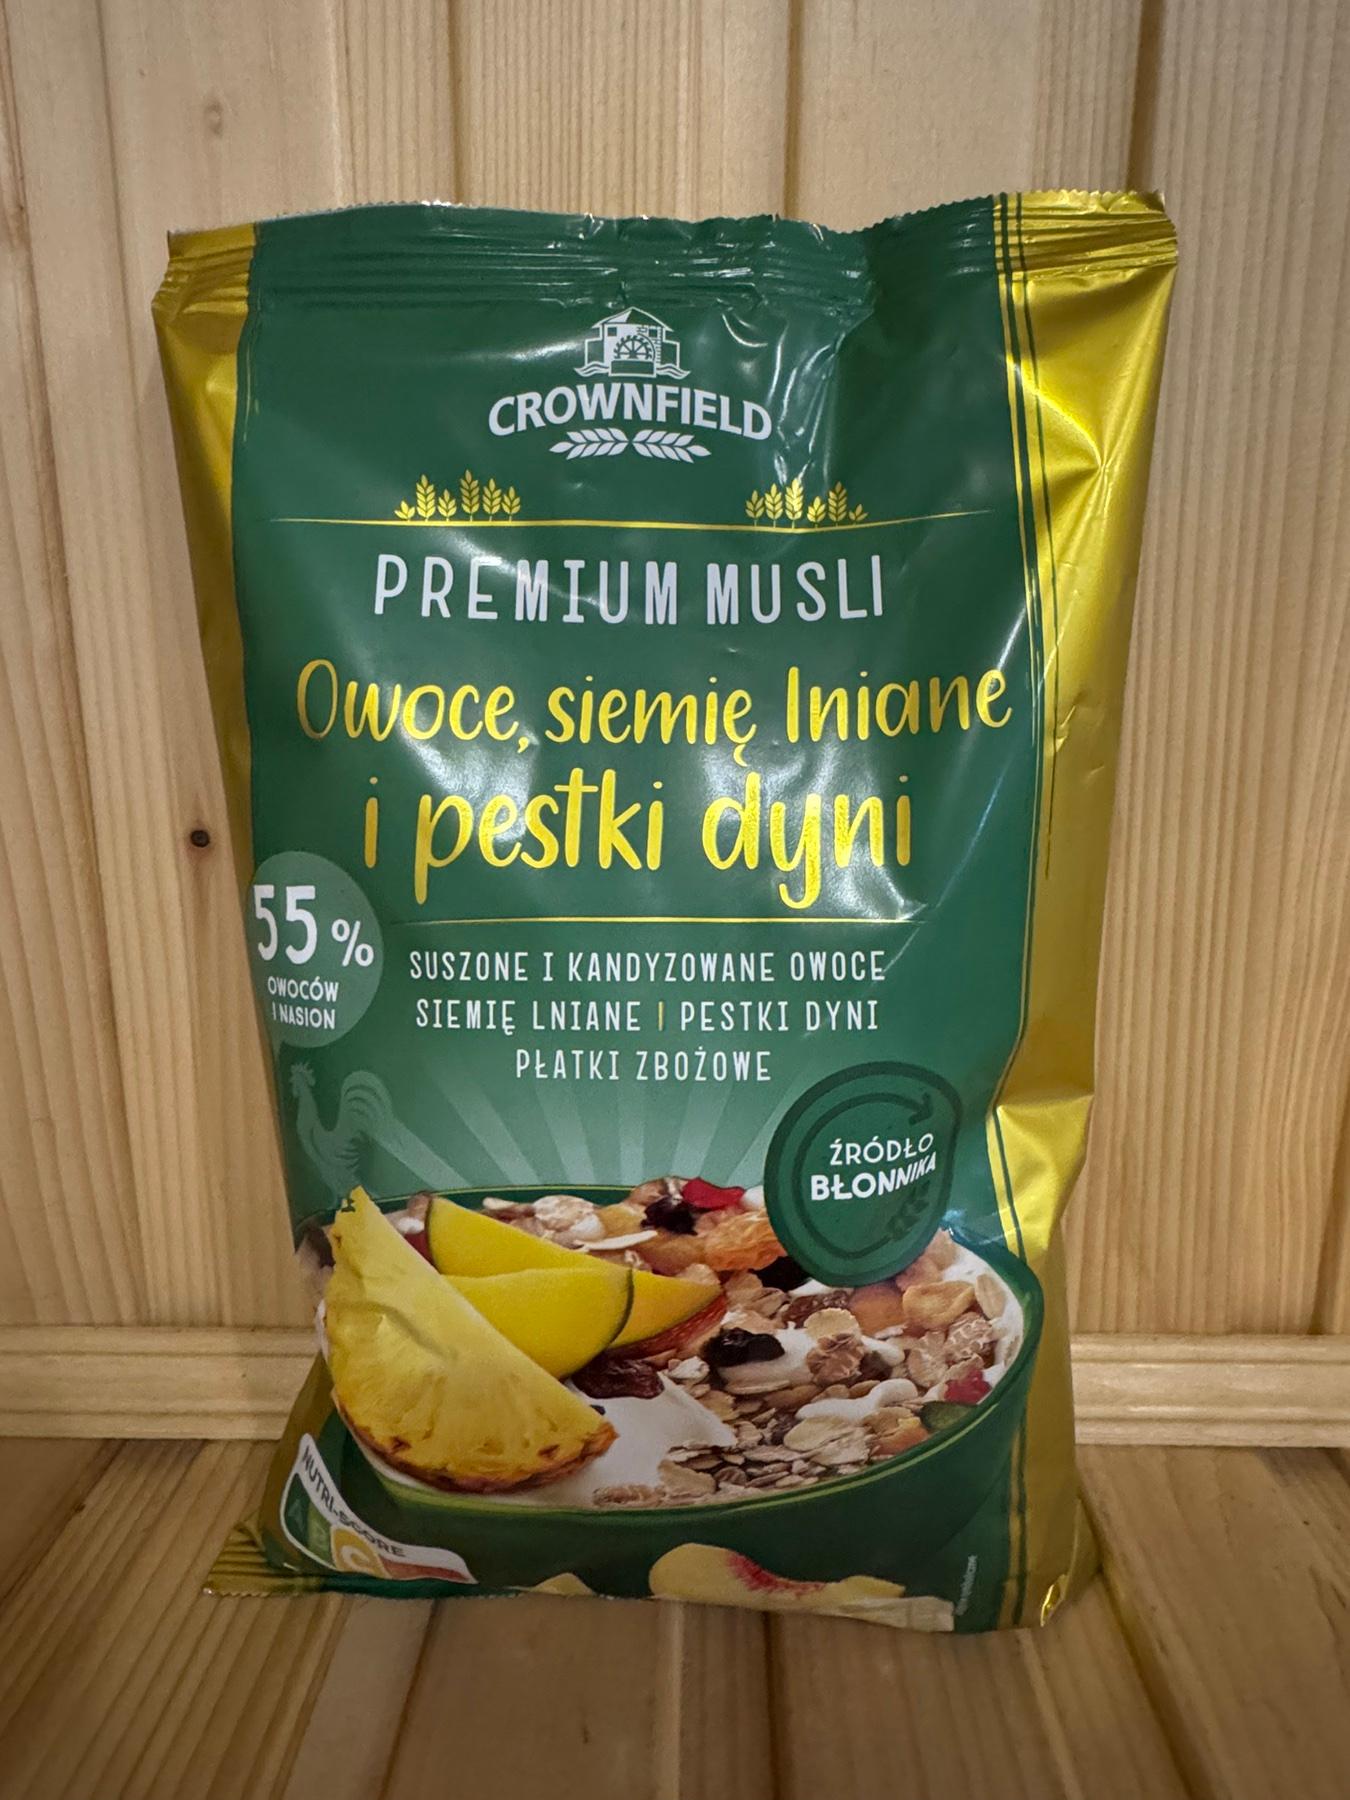 CROWNFIELD
PREMIUM MUSLI
Owoce, siemię lniane
i pestki dyni
55 %
OWOCÓW
I NASION
SUSZONE I KANDYZOWANE OWOCE
SIEMIĘ LNIANE | PESTKI DYNI
PŁATKI ZBOŻOWE
ŹRÓDŁO
BŁONNIKA
NUTRI-SCORE
A B C